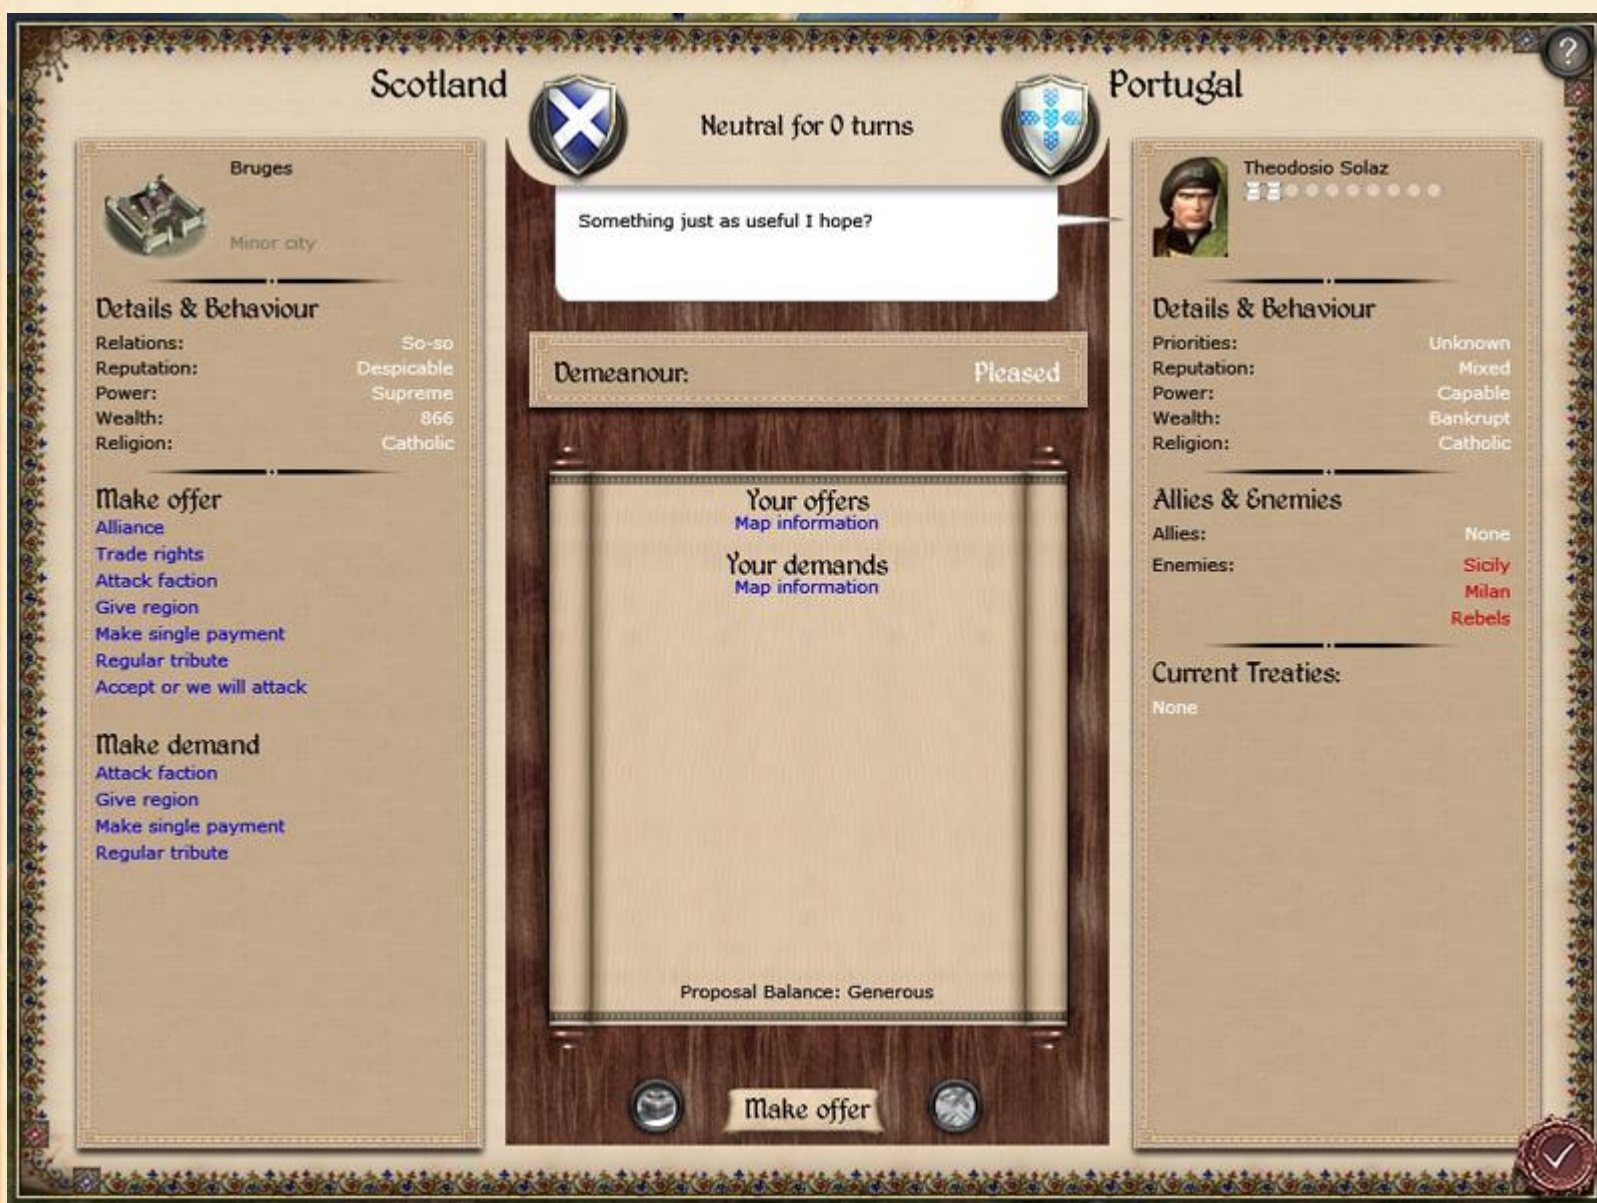 Scotland
Portugal
Neutral for 0 turns
?
Bruges
Minor city
Details & Behaviour
Relations: So-so
Reputation: Despicable
Power: Supreme
Wealth: 866
Religion: Catholic
Make offer
Alliance
Trade rights
Attack faction
Give region
Make single payment
Regular tribute
Accept or we will attack
Make demand
Attack faction
Give region
Make single payment
Regular tribute
Something just as useful I hope?
Demeanour: Pleased
Your offers
Map information
Your demands
Map information
Proposal Balance: Generous
Make offer
Theodosio Solaz
Details & Behaviour
Priorities: Unknown
Reputation: Mixed
Power: Capable
Wealth: Bankrupt
Religion: Catholic
Allies & Enemies
Allies: None
Enemies: Sicily
Milan
Rebels
Current Treaties:
None